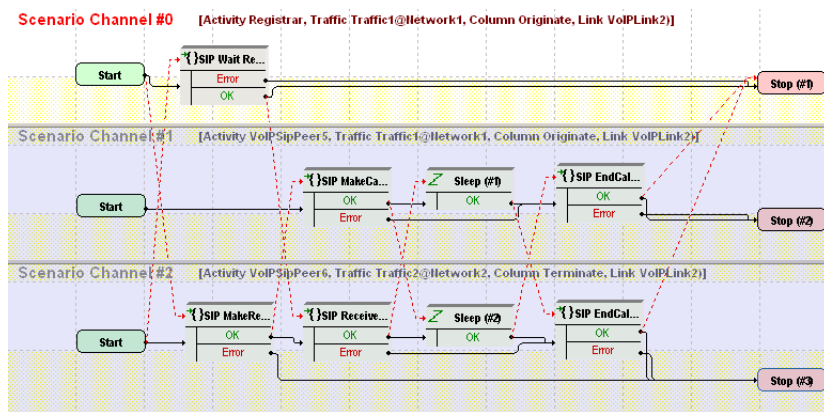 Scenario Channel #0 [Activity Registrar, Traffic Traffic1@Network1, Column Originate, Link VoIPLink2)]
{}SIP Wait Re...
Start
Error
OK
Stop (#1)
Scenario Channel #1 [Activity VoIPSipPeer5, Traffic Traffic1@Network1, Column Originate, Link VoIPLink2)]
{}SIP MakeCa...
Z Sleep (#1)
{}SIP EndCal...
Start
OK
Error
OK
OK
Error
Stop (#2)
Scenario Channel #2 [Activity VoIPSipPeer6, Traffic Traffic2@Network2, Column Terminate, Link VoIPLink2)]
{}SIP MakeRe...
{}SIP Receive...
Z Sleep (#2)
{}SIP EndCal...
Start
OK
Error
OK
Error
OK
OK
Error
Stop (#3)